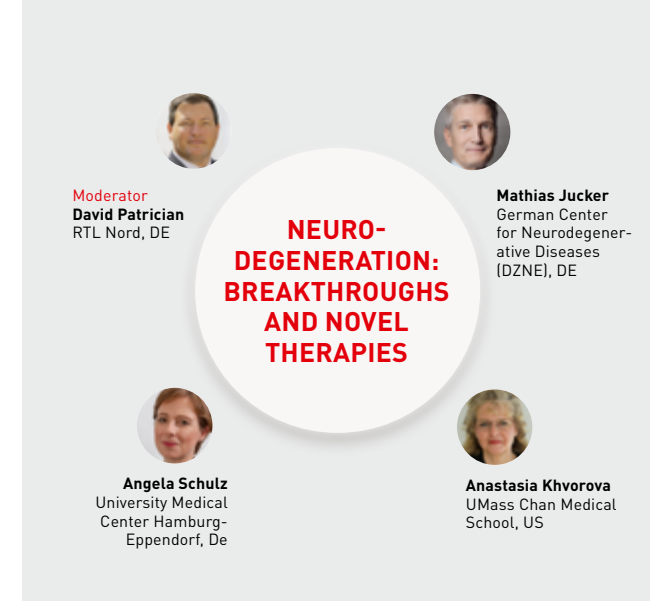 Moderator
David Patrician
RTL Nord, DE
Mathias Jucker
German Center
for Neurodegener-
ative Diseases
(DZNE), DE
NEURO-
DEGENERATION:
BREAKTHROUGHS
AND NOVEL
THERAPIES
Angela Schulz
University Medical
Center Hamburg-
Eppendorf, De
Anastasia Khvorova
UMass Chan Medical
School, US